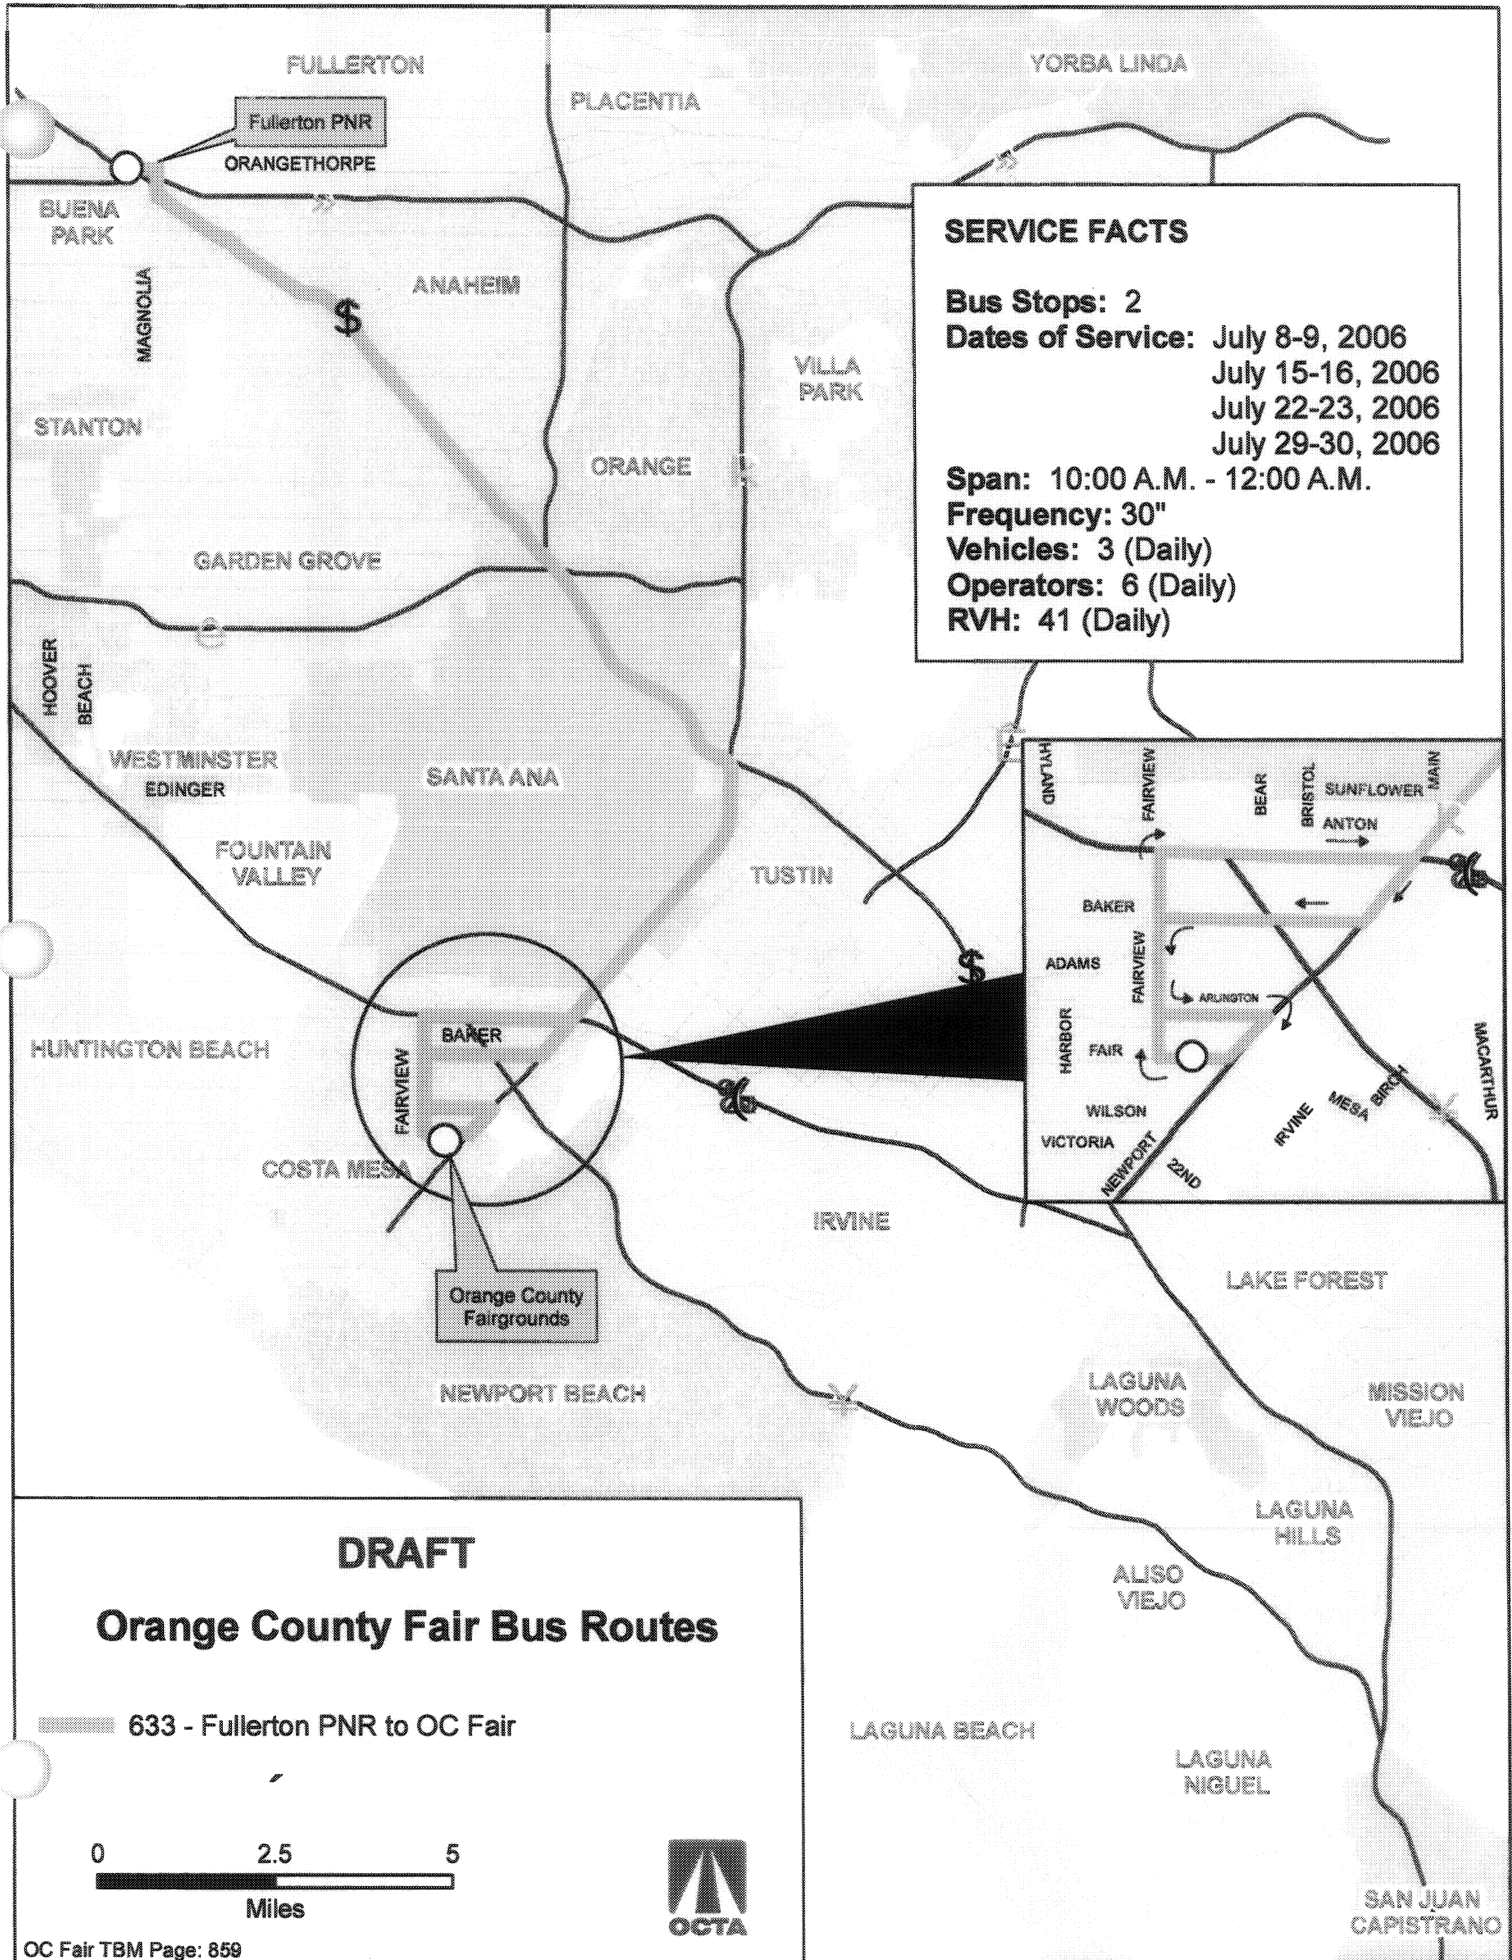 FULLERTON
YORBA LINDA
PLACENTIA
Fullerton PNR
ORANGETHORPE
BUENA
PARK
MAGNOLIA
ANAHEIM
STANTON
VILLA
PARK
ORANGE
GARDEN GROVE
SERVICE FACTS
Bus Stops: 2
Dates of Service: July 8-9, 2006
July 15-16, 2006
July 22-23, 2006
July 29-30, 2006
Span: 10:00 A.M. - 12:00 A.M.
Frequency: 30"
Vehicles: 3 (Daily)
Operators: 6 (Daily)
RVH: 41 (Daily)
HOOVER
BEACH
WESTMINSTER
EDINGER
SANTA ANA
FOUNTAIN
VALLEY
TUSTIN
HUNTINGTON BEACH
BAKER
FAIRVIEW
COSTA MESA
Orange County
Fairgrounds
IRVINE
HYLAND
FAIRVIEW
BEAR
BRISTOL
SUNFLOWER
MAIN
ANTON
BAKER
FAIRVIEW
ADAMS
ARLINGTON
HARBOR
FAIR
MACARTHUR
WILSON
VICTORIA
NEWPORT
22ND
IRVINE
MESA
BIRCH
LAKE FOREST
NEWPORT BEACH
LAGUNA
WOODS
MISSION
VIEJO
LAGUNA
HILLS
ALISO
VIEJO
LAGUNA BEACH
LAGUNA
NIGUEL
SAN JUAN
CAPISTRANO
DRAFT
Orange County Fair Bus Routes
633 - Fullerton PNR to OC Fair
0 2.5 5
Miles
OCTA
OC Fair TBM Page: 859